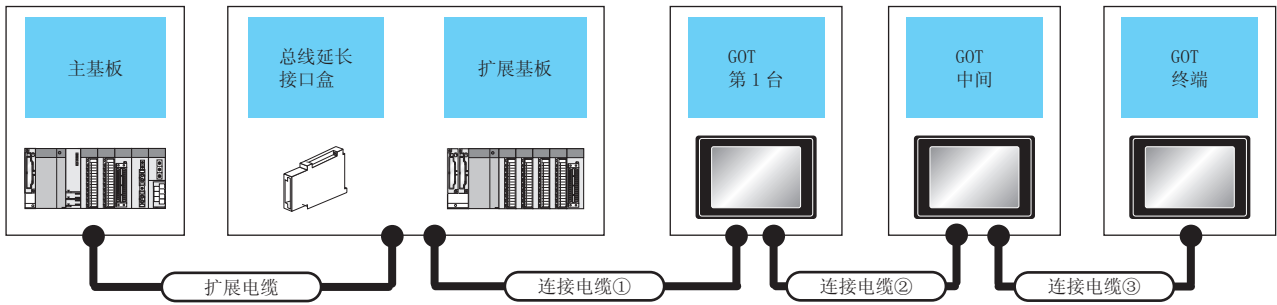 主基板
总线延长
接口盒
扩展基板
GOT
第1台
GOT
中间
GOT
终端
扩展电缆
连接电缆①
连接电缆②
连接电缆③